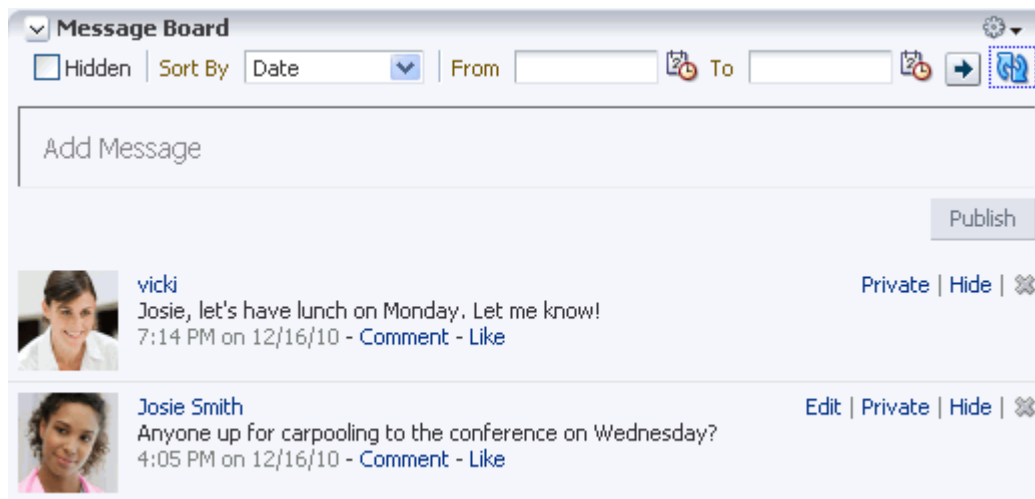 Message Board
Hidden | Sort By Date | From To
Add Message
Publish
vicki Private | Hide |
Josie, let's have lunch on Monday. Let me know!
7:14 PM on 12/16/10 - Comment - Like
Josie Smith Edit | Private | Hide |
Anyone up for carpooling to the conference on Wednesday?
4:05 PM on 12/16/10 - Comment - Like